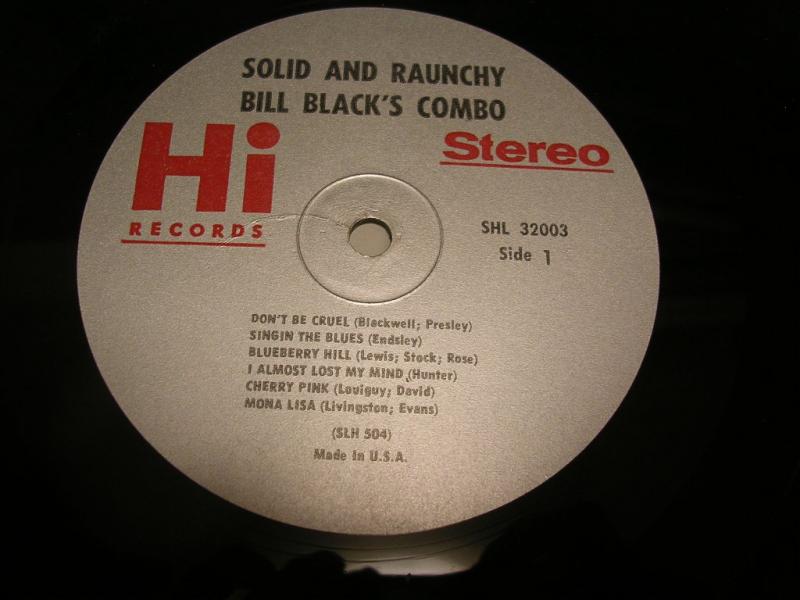 SOLID AND RAUNCHY
BILL BLACK'S COMBO
Hi
RECORDS
Stereo
SHL 32003
Side 1
DON'T BE CRUEL (Blackwell; Presley)
SINGIN THE BLUES (Endsley)
BLUEBERRY HILL (Lewis; Stock; Rose)
I ALMOST LOST MY MIND (Hunter)
CHERRY PINK (Louiguy; David)
MONA LISA (Livingston; Evans)
(SLH 504)
Made In U.S.A.